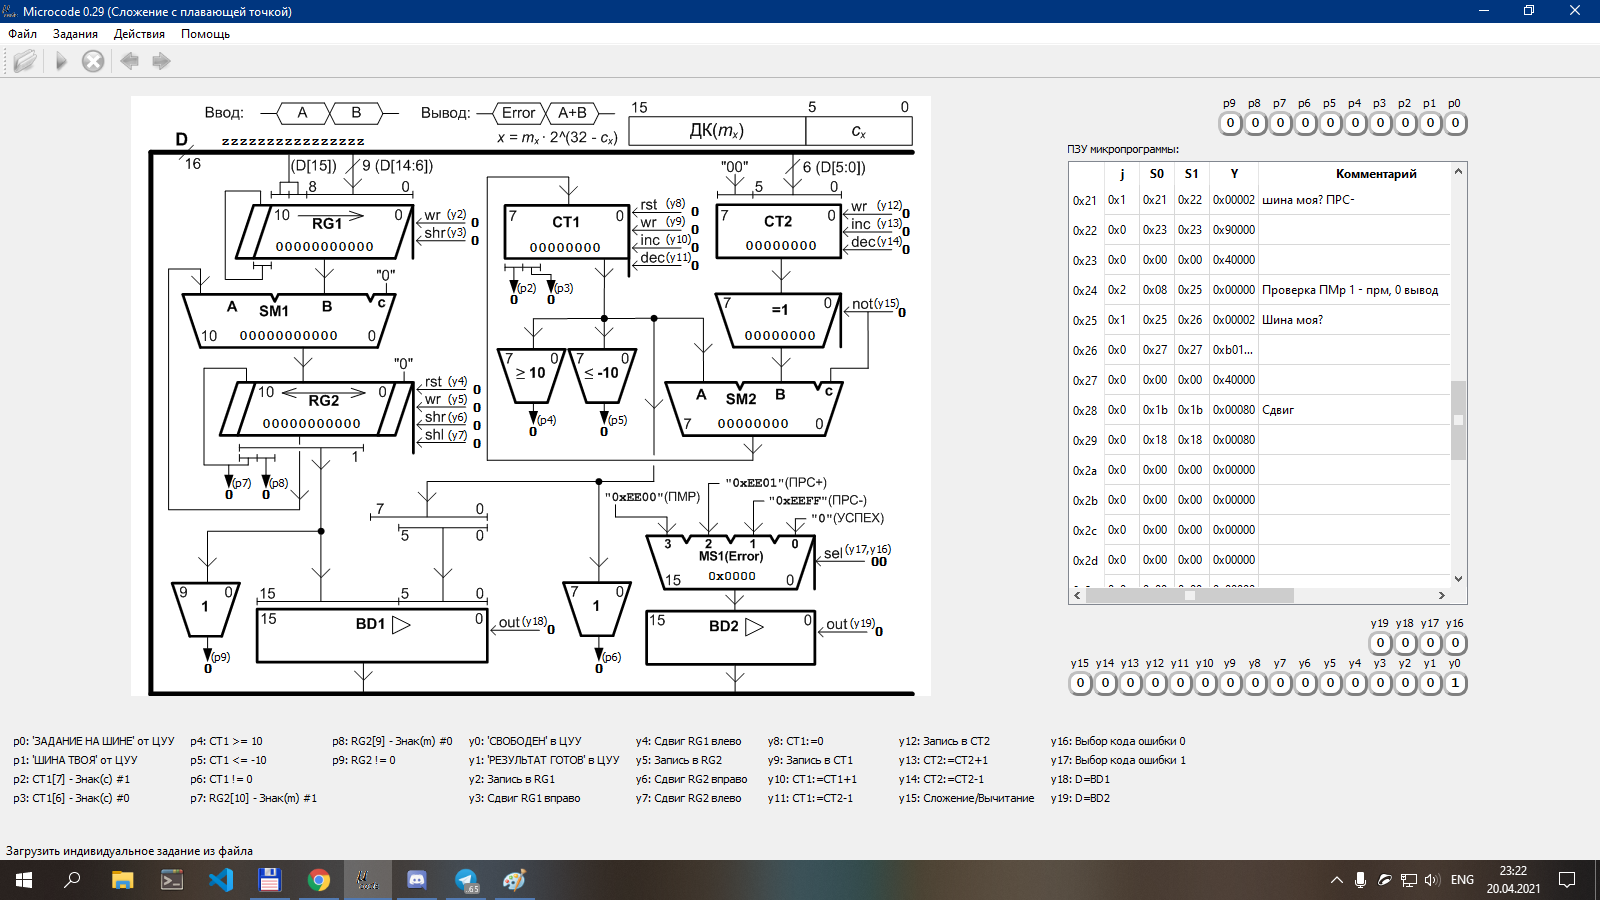 Microcode 0.29 (Сложение с плавающей точкой)
Файл Задания Действия Помощь
Ввод: A B Вывод: Error A+B 15 5 0
x = mx · 2^(32 - cx) ДК(mx) cx
D zzzzzzzzzzzzzzzz
16 (D[15]) 9 (D[14:6]) "00" 6 (D[5:0])
8 0 5 0
10 0 RG1 00000000000
wr (y2) 0
shr(y3) 0
7 0 CT1 00000000
rst (y8) 0
wr (y9) 0
inc (y10) 0
dec(y11) 0
7 0 CT2 00000000
wr (y12) 0
inc (y13) 0
dec(y14) 0
(p2) 0 (p3) 0
"0"
A B c SM1
10 00000000000 0
7 0 =1 00000000
not(y15) 0
7 0 ≥ 10 (p4) 0
7 0 ≤ -10 (p5) 0
A B c SM2
7 00000000 0
"0"
10 0 RG2 00000000000
rst (y4) 0
wr (y5) 0
shr (y6) 0
shl (y7) 0
1
(p7) 0 (p8) 0
7 0
5 0
"0xEE00"(ПМР) "0xEE01"(ПРС+)
"0xEEFF"(ПРС-)
"0"(УСПЕХ)
3 2 1 0
MS1(Error)
15 0x0000 0
sel(y17,y16) 00
9 0 1 (p9) 0
15 5 0
15 BD1 0
out(y18) 0
7 0 1 (p6) 0
15 BD2 0
out(y19) 0
p9 p8 p7 p6 p5 p4 p3 p2 p1 p0
0 0 0 0 0 0 0 0 0 0
ПЗУ микропрограммы:
j S0 S1 Y Комментарий
0x21 0x1 0x21 0x22 0x00002 шина моя? ПРС-
0x22 0x0 0x23 0x23 0x90000
0x23 0x0 0x00 0x00 0x40000
0x24 0x2 0x08 0x25 0x00000 Проверка ПМр 1 - прм, 0 вывод
0x25 0x1 0x25 0x26 0x00002 Шина моя?
0x26 0x0 0x27 0x27 0xb01...
0x27 0x0 0x00 0x00 0x40000
0x28 0x0 0x1b 0x1b 0x00080 Сдвиг
0x29 0x0 0x18 0x18 0x00080
0x2a 0x0 0x00 0x00 0x00000
0x2b 0x0 0x00 0x00 0x00000
0x2c 0x0 0x00 0x00 0x00000
0x2d 0x0 0x00 0x00 0x00000
y19 y18 y17 y16
0 0 0 0
y15 y14 y13 y12 y11 y10 y9 y8 y7 y6 y5 y4 y3 y2 y1 y0
0 0 0 0 0 0 0 0 0 0 0 0 0 0 0 1
p0: 'ЗАДАНИЕ НА ШИНЕ' от ЦУУ p4: CT1 >= 10 p8: RG2[9] - Знак(m) #0 y0: 'СВОБОДЕН' в ЦУУ y4: Сдвиг RG1 влево y8: CT1:=0 y12: Запись в CT2 y16: Выбор кода ошибки 0
p1: 'ШИНА ТВОЯ' от ЦУУ p5: CT1 <= -10 p9: RG2 != 0 y1: 'РЕЗУЛЬТАТ ГОТОВ' в ЦУУ y5: Запись в RG2 y9: Запись в CT1 y13: CT2:=CT2+1 y17: Выбор кода ошибки 1
p2: CT1[7] - Знак(c) #1 p6: CT1 != 0 y2: Запись в RG1 y6: Сдвиг RG2 вправо y10: CT1:=CT1+1 y14: CT2:=CT2-1 y18: D=BD1
p3: CT1[6] - Знак(c) #0 p7: RG2[10] - Знак(m) #1 y3: Сдвиг RG1 вправо y7: Сдвиг RG2 влево y11: CT1:=CT2-1 y15: Сложение/Вычитание y19: D=BD2
Загрузить индивидуальное задание из файла
.65 ENG 23:22
20.04.2021